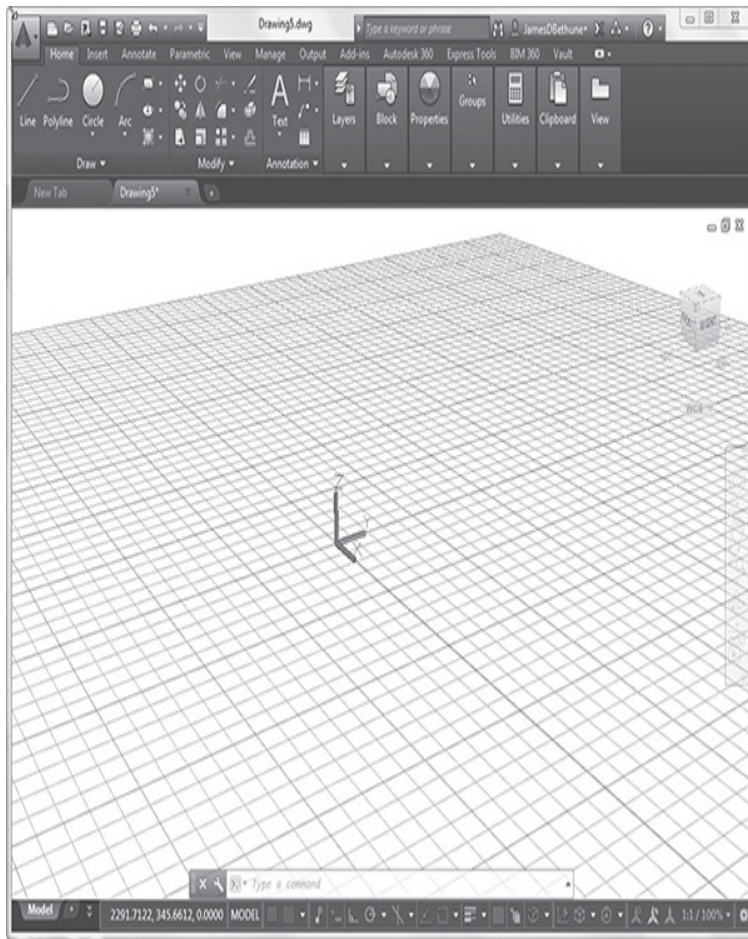 Drawing5.dwg Type a keyword or phrase JamesDBethune
Home Insert Annotate Parametric View Manage Output Add-ins Autodesk 360 Express Tools BIM 360 Vault
Line Polyline Circle Arc Text Layers Block Properties Groups Utilities Clipboard View
Draw Modify Annotation
New Tab Drawing5*
RIGHT
WCS
Z
Y
X
Type a command
Model 2291.7122, 345.6612, 0.0000 MODEL 1:1/100%